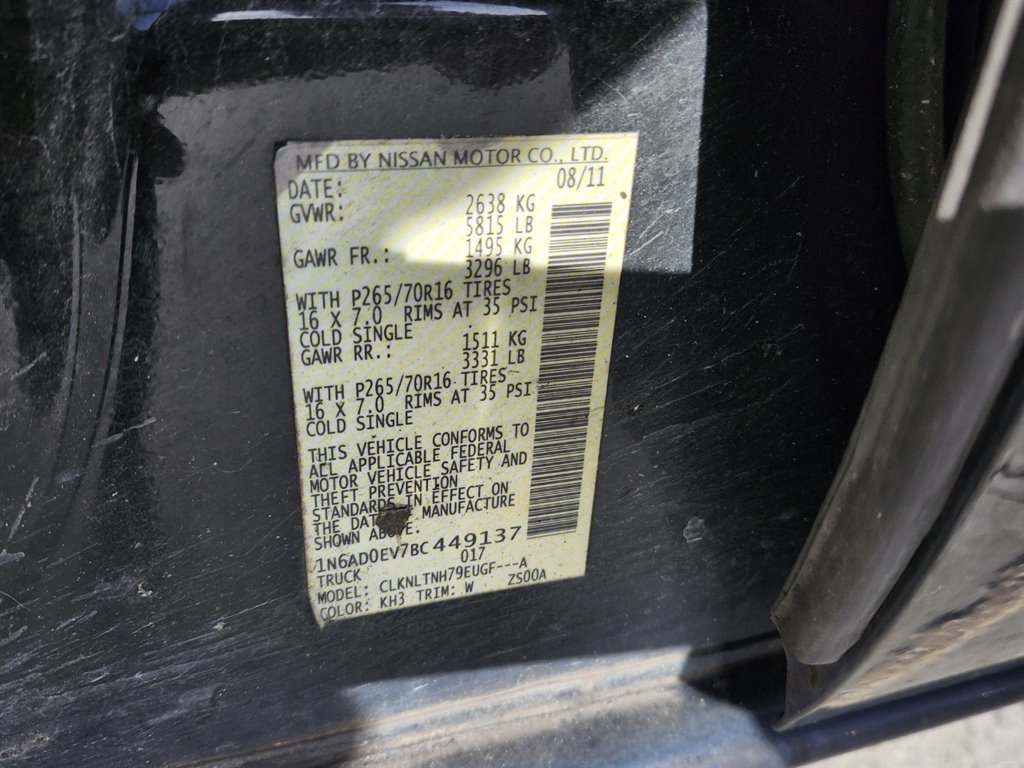 MFD BY NISSAN MOTOR CO., LTD.
DATE: 08/11
GVWR: 2638 KG
5815 LB
GAWR FR.: 1495 KG
3296 LB
WITH P265/70R16 TIRES
16 X 7.0 RIMS AT 35 PSI
COLD SINGLE
GAWR RR.: 1511 KG
3331 LB
WITH P265/70R16 TIRES
16 X 7.0 RIMS AT 35 PSI
COLD SINGLE
THIS VEHICLE CONFORMS TO
ALL APPLICABLE FEDERAL
MOTOR VEHICLE SAFETY AND
THEFT PREVENTION
STANDARDS IN EFFECT ON
THE DATE MANUFACTURE
SHOWN ABOVE.
1N6AD0EV7BC449137
TRUCK 017
MODEL: CLKNLTNH79EUGF---A
COLOR: KH3 TRIM: W ZS00A